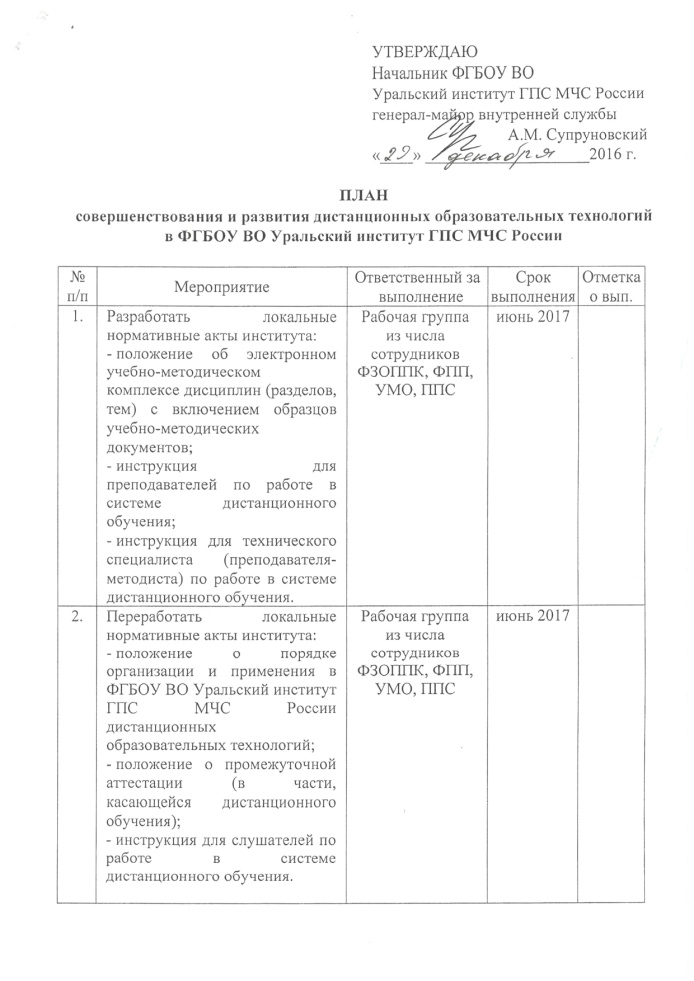 УТВЕРЖДАЮ
Начальник ФГБОУ ВО
Уральский институт ГПС МЧС России
генерал-майор внутренней службы
А.М. Супруновский
«29» декабря 2016 г.
ПЛАН
совершенствования и развития дистанционных образовательных технологий
в ФГБОУ ВО Уральский институт ГПС МЧС России
№
п/п
Мероприятие
Ответственный за
выполнение
Срок
выполнения
Отметка
о вып.
1.
Разработать локальные
нормативные акты института:
- положение об электронном
учебно-методическом
комплексе дисциплин (разделов,
тем) с включением образцов
учебно-методических
документов;
- инструкция для
преподавателей по работе в
системе дистанционного
обучения;
- инструкция для технического
специалиста (преподавателя-
методиста) по работе в системе
дистанционного обучения.
Рабочая группа
из числа
сотрудников
ФЗОППК, ФПП,
УМО, ППС
июнь 2017
2.
Переработать локальные
нормативные акты института:
- положение о порядке
организации и применения в
ФГБОУ ВО Уральский институт
ГПС МЧС России
дистанционных
образовательных технологий;
- положение о промежуточной
аттестации (в части,
касающейся дистанционного
обучения);
- инструкция для слушателей по
работе в системе
дистанционного обучения.
Рабочая группа
из числа
сотрудников
ФЗОППК, ФПП,
УМО, ППС
июнь 2017